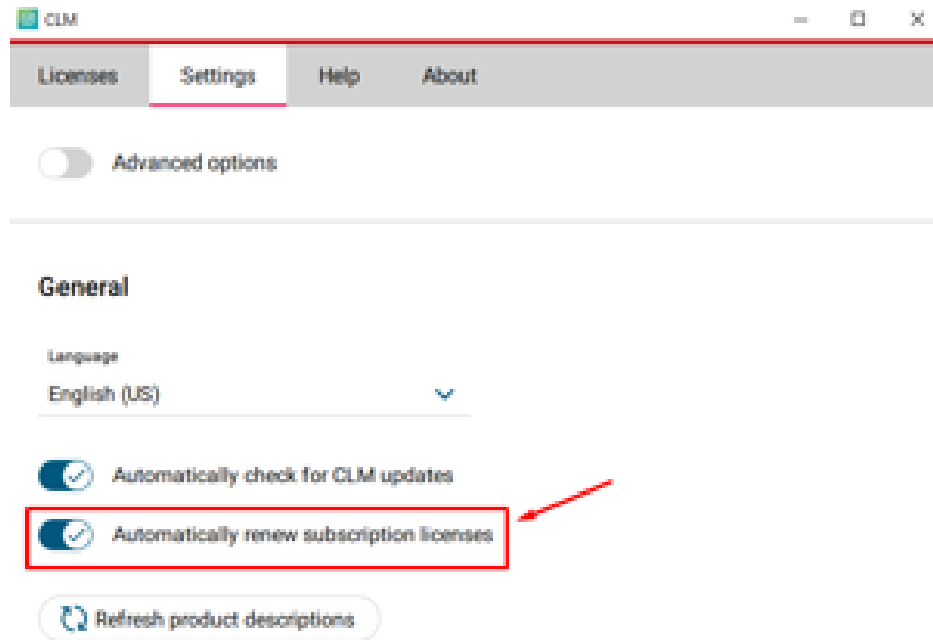 CLM
Licenses Settings Help About
Advanced options
General
Language
English (US)
Automatically check for CLM updates
Automatically renew subscription licenses
Refresh product descriptions